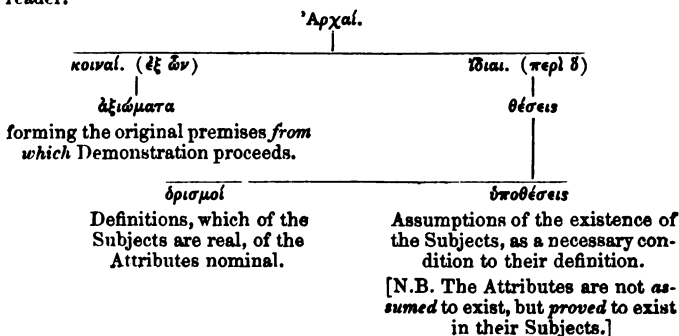 reader.
Ἀρχαί.
κοιναί. (ἐξ ὧν) ἴδιαι. (περὶ ὅ)
ἀξιώματα θέσεις
forming the original premises from
which Demonstration proceeds.
ὁρισμοί ὑποθέσεις
Definitions, which of the Assumptions of the existence of
Subjects are real, of the the Subjects, as a necessary con-
Attributes nominal. dition to their definition.
[N.B. The Attributes are not as-
sumed to exist, but proved to exist
in their Subjects.]